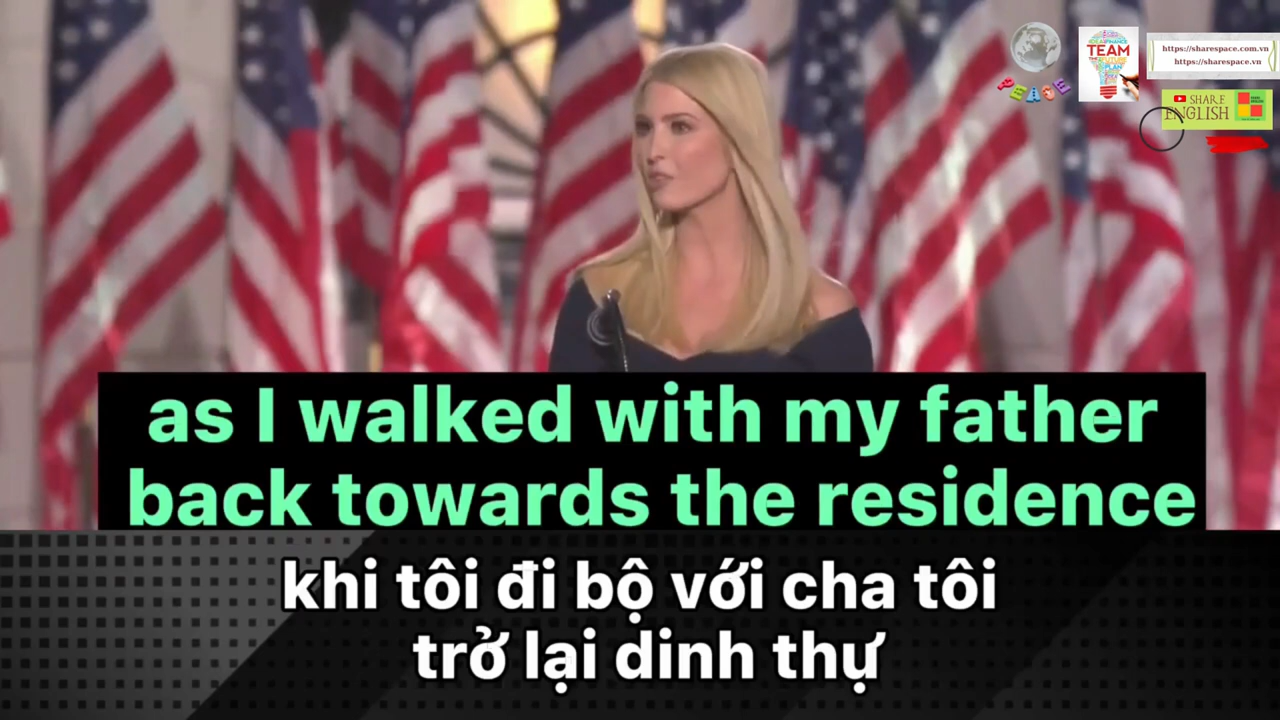 PEACE
TEAM
PLAN
https://sharespace.com.vn
https://sharespace.vn
SHARE
ENGLISH
as I walked with my father
back towards the residence
khi tôi đi bộ với cha tôi
trở lại dinh thự